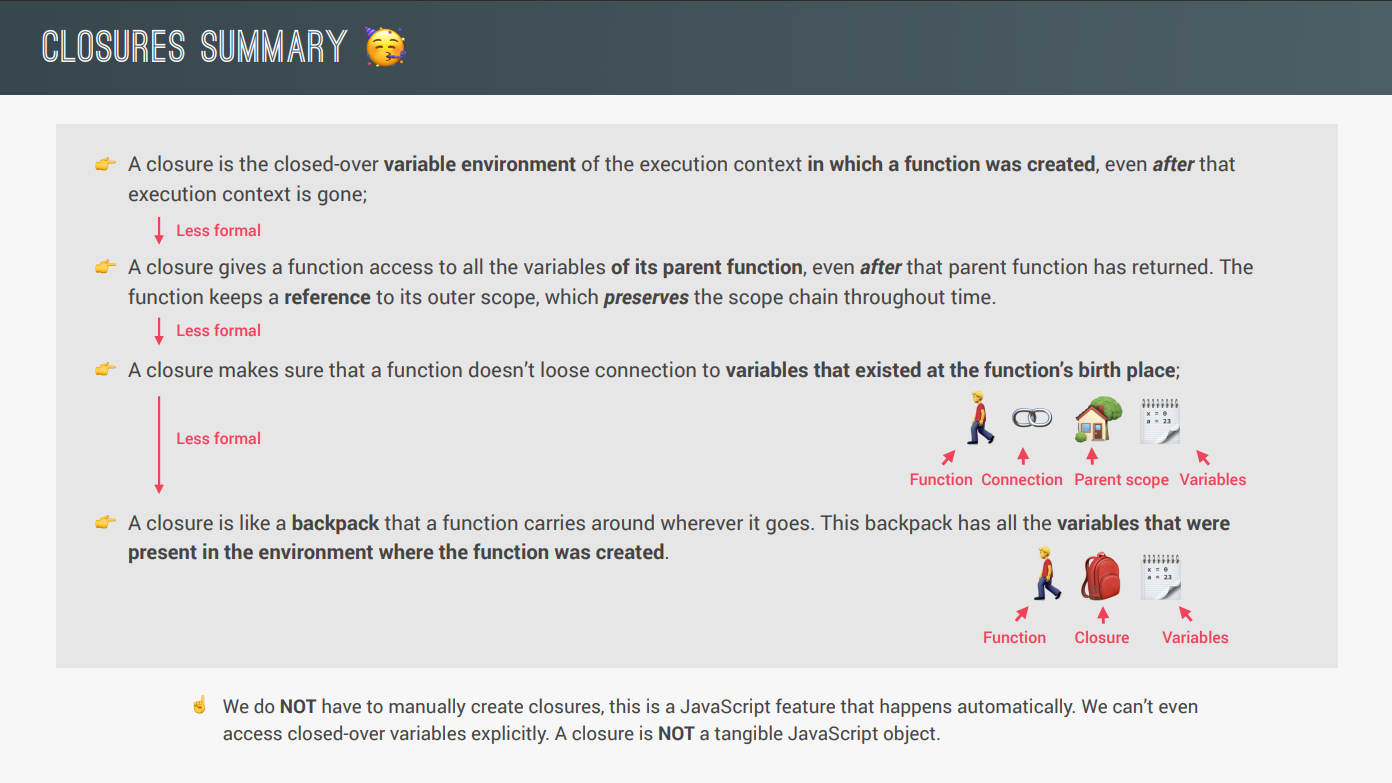 CLOSURES SUMMARY
A closure is the closed-over variable environment of the execution context in which a function was created, even after that
execution context is gone;
Less formal
A closure gives a function access to all the variables of its parent function, even after that parent function has returned. The
function keeps a reference to its outer scope, which preserves the scope chain throughout time.
Less formal
A closure makes sure that a function doesn’t loose connection to variables that existed at the function’s birth place;
x = 0
a = 23
Less formal
Function Connection Parent scope Variables
A closure is like a backpack that a function carries around wherever it goes. This backpack has all the variables that were
present in the environment where the function was created.
x = 0
a = 23
Function Closure Variables
We do NOT have to manually create closures, this is a JavaScript feature that happens automatically. We can’t even
access closed-over variables explicitly. A closure is NOT a tangible JavaScript object.